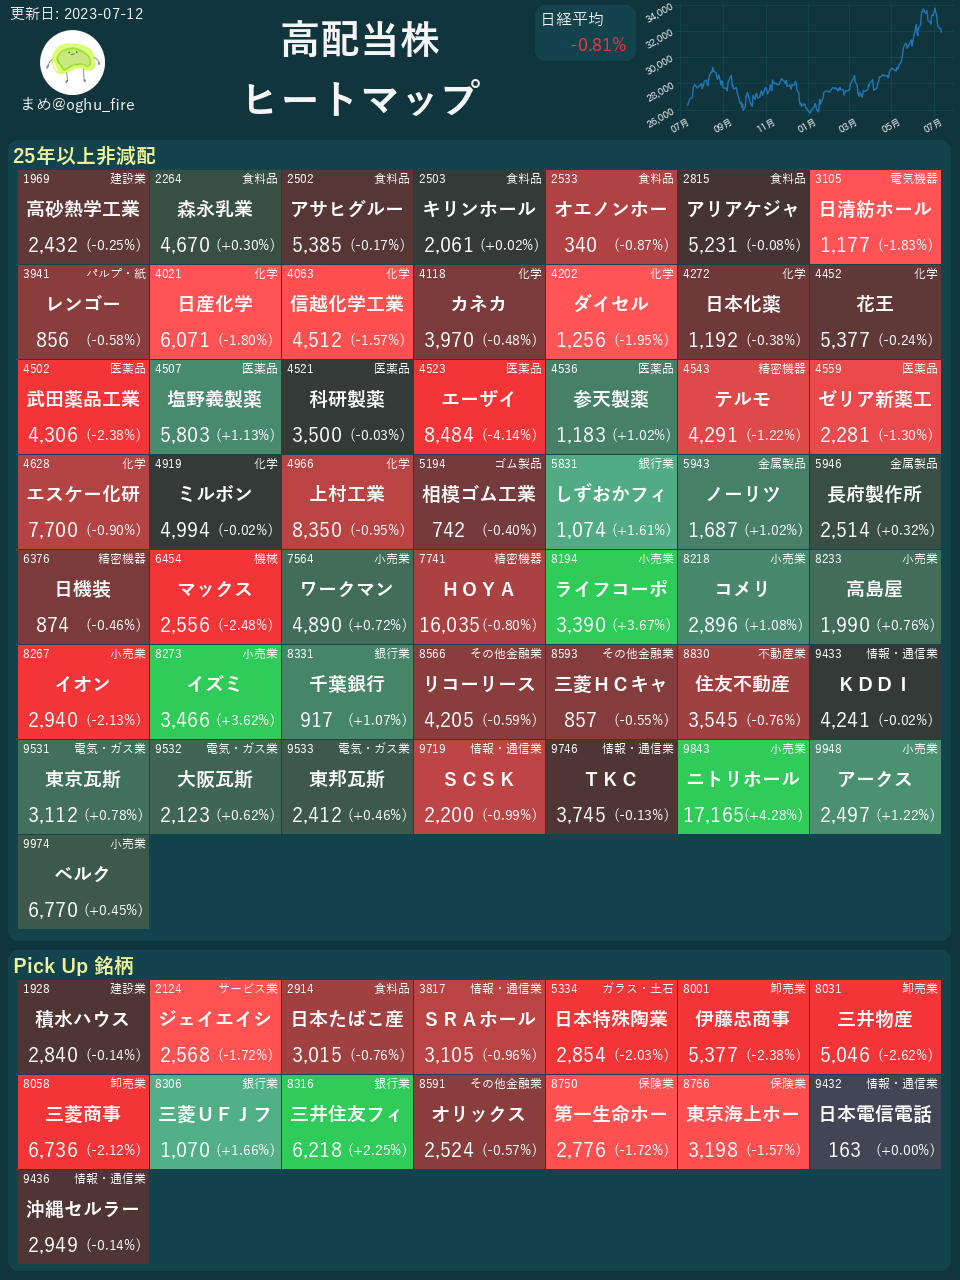 更新日: 2023-07-12
まめ@oghu_fire
高配当株
ヒートマップ
日経平均
-0.81%
34,000
32,000
30,000
28,000
26,000
07月 09月 11月 01月 03月 05月 07月
25年以上非減配
1969 建設業 2264 食料品 2502 食料品 2503 食料品 2533 食料品 2815 食料品 3105 電気機器
高砂熱学工業 森永乳業 アサヒグルー キリンホール オエノンホー アリアケジャ 日清紡ホール
2,432 (-0.25%) 4,670 (+0.30%) 5,385 (-0.17%) 2,061 (+0.02%) 340 (-0.87%) 5,231 (-0.08%) 1,177 (-1.83%)
3941 パルプ・紙 4021 化学 4063 化学 4118 化学 4202 化学 4272 化学 4452 化学
レンゴー 日産化学 信越化学工業 カネカ ダイセル 日本化薬 花王
856 (-0.58%) 6,071 (-1.80%) 4,512 (-1.57%) 3,970 (-0.48%) 1,256 (-1.95%) 1,192 (-0.38%) 5,377 (-0.24%)
4502 医薬品 4507 医薬品 4521 医薬品 4523 医薬品 4536 医薬品 4543 精密機器 4559 医薬品
武田薬品工業 塩野義製薬 科研製薬 エーザイ 参天製薬 テルモ ゼリア新薬工
4,306 (-2.38%) 5,803 (+1.13%) 3,500 (-0.03%) 8,484 (-4.14%) 1,183 (+1.02%) 4,291 (-1.22%) 2,281 (-1.30%)
4628 化学 4919 化学 4966 化学 5194 ゴム製品 5831 銀行業 5943 金属製品 5946 金属製品
エスケー化研 ミルボン 上村工業 相模ゴム工業 しずおかフィ ノーリツ 長府製作所
7,700 (-0.90%) 4,994 (-0.02%) 8,350 (-0.95%) 742 (-0.40%) 1,074 (+1.61%) 1,687 (+1.02%) 2,514 (+0.32%)
6376 精密機器 6454 機械 7564 小売業 7741 精密機器 8194 小売業 8218 小売業 8233 小売業
日機装 マックス ワークマン HOYA ライフコーポ コメリ 高島屋
874 (-0.46%) 2,556 (-2.48%) 4,890 (+0.72%) 16,035 (-0.80%) 3,390 (+3.67%) 2,896 (+1.08%) 1,990 (+0.76%)
8267 小売業 8273 小売業 8331 銀行業 8566 その他金融業 8593 その他金融業 8830 不動産業 9433 情報・通信業
イオン イズミ 千葉銀行 リコーリース 三菱HCキャ 住友不動産 KDDI
2,940 (-2.13%) 3,466 (+3.62%) 917 (+1.07%) 4,205 (-0.59%) 857 (-0.55%) 3,545 (-0.76%) 4,241 (-0.02%)
9531 電気・ガス業 9532 電気・ガス業 9533 電気・ガス業 9719 情報・通信業 9746 情報・通信業 9843 小売業 9948 小売業
東京瓦斯 大阪瓦斯 東邦瓦斯 SCSK TKC ニトリホール アークス
3,112 (+0.78%) 2,123 (+0.62%) 2,412 (+0.46%) 2,200 (-0.99%) 3,745 (-0.13%) 17,165 (+4.28%) 2,497 (+1.22%)
9974 小売業
ベルク
6,770 (+0.45%)
Pick Up 銘柄
1928 建設業 2124 サービス業 2914 食料品 3817 情報・通信業 5334 ガラス・土石 8001 卸売業 8031 卸売業
積水ハウス ジェイエイシ 日本たばこ産 SRAホール 日本特殊陶業 伊藤忠商事 三井物産
2,840 (-0.14%) 2,568 (-1.72%) 3,015 (-0.76%) 3,105 (-0.96%) 2,854 (-2.03%) 5,377 (-2.38%) 5,046 (-2.62%)
8058 卸売業 8306 銀行業 8316 銀行業 8591 その他金融業 8750 保険業 8766 保険業 9432 情報・通信業
三菱商事 三菱UFJフ 三井住友フィ オリックス 第一生命ホー 東京海上ホー 日本電信電話
6,736 (-2.12%) 1,070 (+1.66%) 6,218 (+2.25%) 2,524 (-0.57%) 2,776 (-1.72%) 3,198 (-1.57%) 163 (+0.00%)
9436 情報・通信業
沖縄セルラー
2,949 (-0.14%)